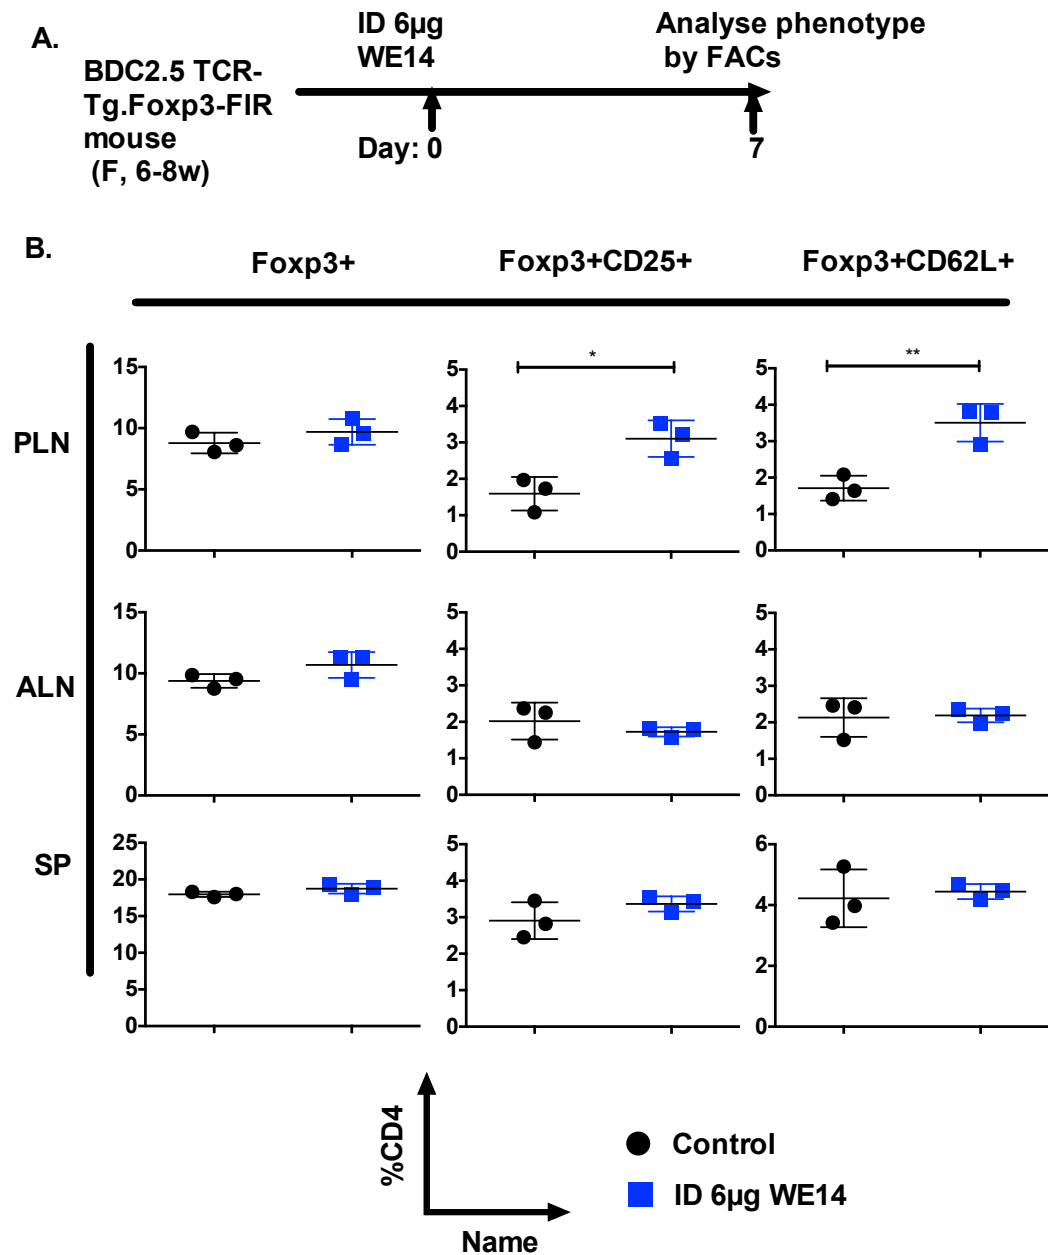 A.
BDC2.5 TCR-
Tg.Foxp3-FIR
mouse
(F, 6-8w)
ID 6µg
WE14
Analyse phenotype
by FACs
Day: 0
7
B.
Foxp3+
Foxp3+CD25+
Foxp3+CD62L+
PLN
15
10
5
0
5
4
3
2
1
0
*
5
4
3
2
1
0
**
ALN
15
10
5
0
5
4
3
2
1
0
5
4
3
2
1
0
SP
25
20
15
10
5
0
5
4
3
2
1
0
6
4
2
0
%CD4
Name
Control
ID 6µg WE14